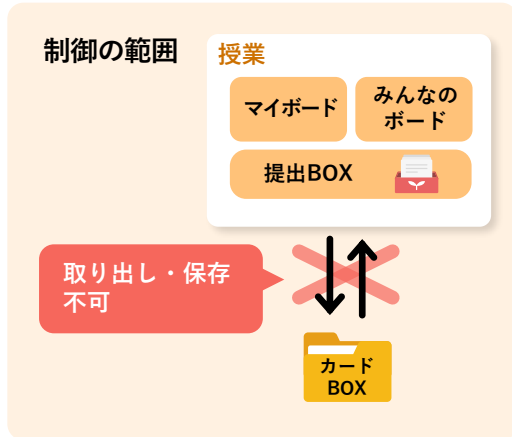 制御の範囲
授業
マイボード
みんなの
ボード
提出BOX
取り出し・保存
不可
カード
BOX